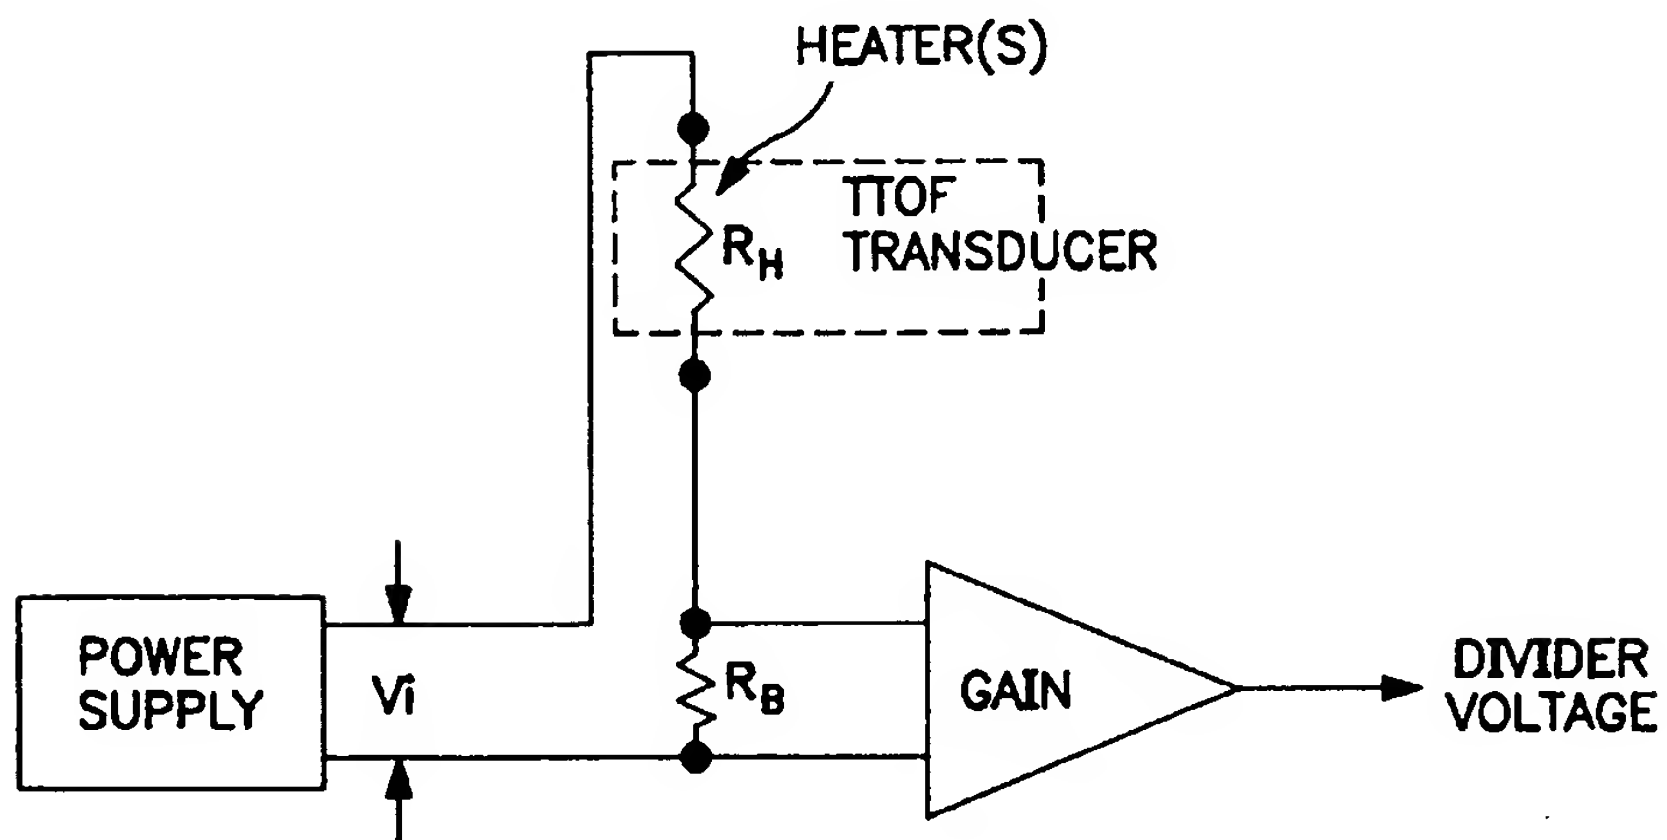 HEATER(S)
TTOF
TRANSDUCER
R_H
POWER
SUPPLY
Vi
R_B
GAIN
DIVIDER
VOLTAGE